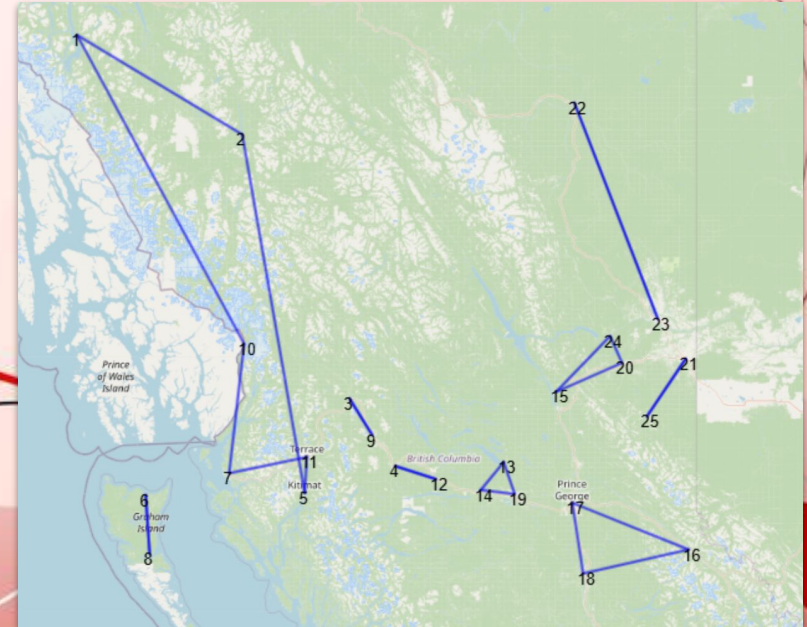 1
22
2
23
10
24
21
20
Prince
of Wales
Island
15
3
25
9
Terrace
British Columbia
11
13
7
4
12
Kitimat
Prince
George
5
14
19
6
17
Graham
Island
8
16
18